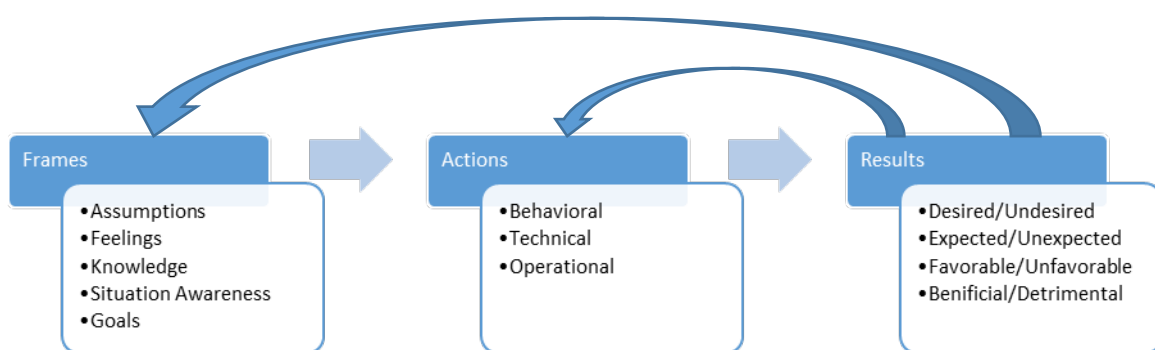 Frames
•Assumptions
•Feelings
•Knowledge
•Situation Awareness
•Goals
Actions
•Behavioral
•Technical
•Operational
Results
•Desired/Undesired
•Expected/Unexpected
•Favorable/Unfavorable
•Benificial/Detrimental